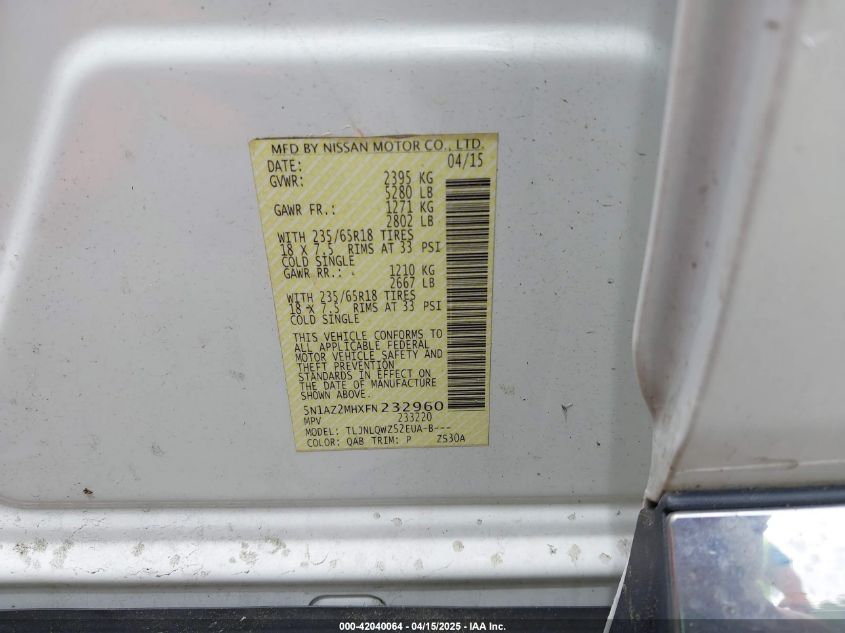 MFD BY NISSAN MOTOR CO., LTD.
DATE: 04/15
GVWR: 2395 KG
5280 LB
GAWR FR.: 1271 KG
2802 LB
WITH 235/65R18 TIRES
18 X 7.5 RIMS AT 33 PSI
COLD SINGLE
GAWR RR.: 1210 KG
2667 LB
WITH 235/65R18 TIRES
18 X 7.5 RIMS AT 33 PSI
COLD SINGLE
THIS VEHICLE CONFORMS TO
ALL APPLICABLE FEDERAL
MOTOR VEHICLE SAFETY AND
THEFT PREVENTION
STANDARDS IN EFFECT ON
THE DATE OF MANUFACTURE
SHOWN ABOVE.
5N1AZ2MHXFN232960
MPV 233220
MODEL: TLJNLQWZ52EUA-B---
COLOR: QAB TRIM: P Z530A
000-42040064 - 04/15/2025 - IAA Inc.